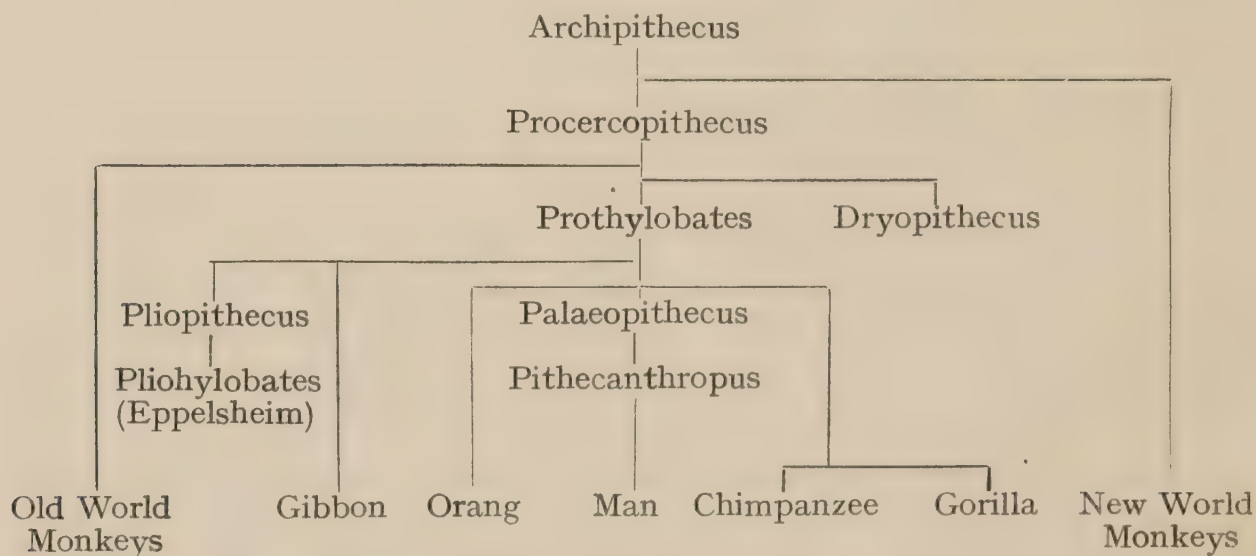 Archipithecus
Procercopithecus
Prothylobates Dryopithecus
Pliopithecus Palaeopithecus
Pliohylobates Pithecanthropus
(Eppelsheim)
Old World Gibbon Orang Man Chimpanzee Gorilla New World
Monkeys Monkeys